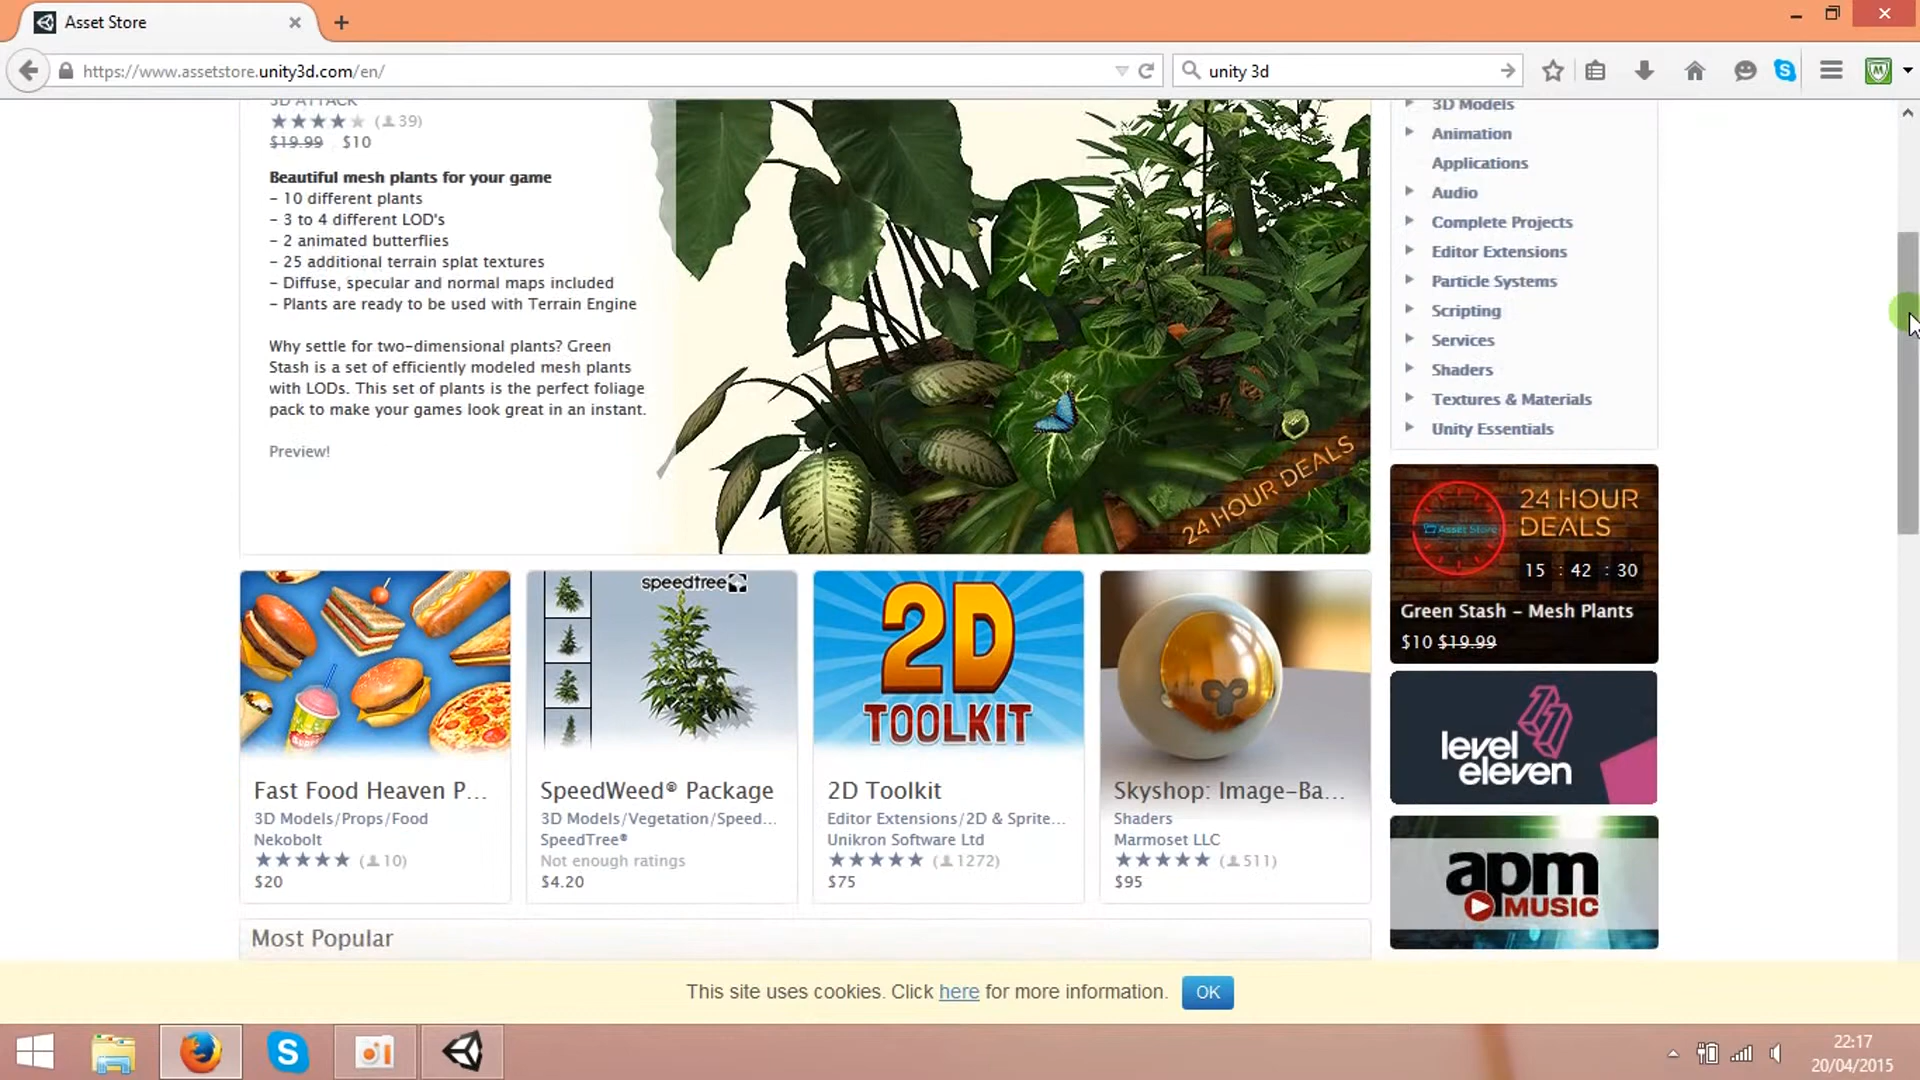 Asset Store
https://www.assetstore.unity3d.com/en/
unity 3d
3D ATTACK
(39)
$19.99 $10
Beautiful mesh plants for your game
- 10 different plants
- 3 to 4 different LOD's
- 2 animated butterflies
- 25 additional terrain splat textures
- Diffuse, specular and normal maps included
- Plants are ready to be used with Terrain Engine
Why settle for two-dimensional plants? Green
Stash is a set of efficiently modeled mesh plants
with LODs. This set of plants is the perfect foliage
pack to make your games look great in an instant.
Preview!
24 HOUR DEALS
3D Models
Animation
Applications
Audio
Complete Projects
Editor Extensions
Particle Systems
Scripting
Services
Shaders
Textures & Materials
Unity Essentials
Asset Store
24 HOUR
DEALS
15 : 42 : 30
Green Stash - Mesh Plants
$10 $19.99
level
eleven
apm
MUSIC
Fast Food Heaven P...
3D Models/Props/Food
Nekobolt
(10)
$20
speedtree
SpeedWeed® Package
3D Models/Vegetation/Speed...
SpeedTree®
Not enough ratings
$4.20
2D
TOOLKIT
2D Toolkit
Editor Extensions/2D & Sprite...
Unikron Software Ltd
(1272)
$75
Skyshop: Image-Ba...
Shaders
Marmoset LLC
(511)
$95
Most Popular
This site uses cookies. Click here for more information. OK
22:17
20/04/2015